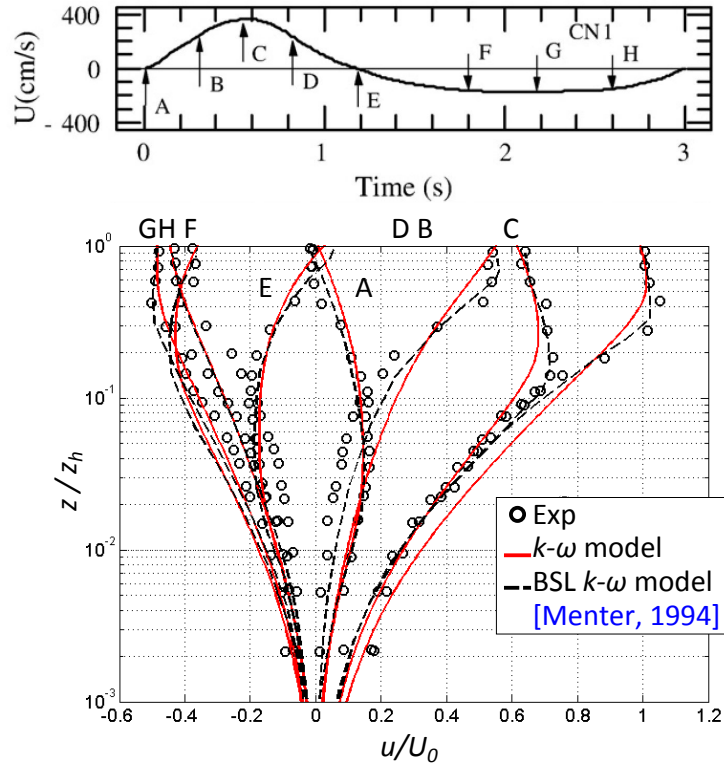 400
0
- 400
U(cm/s)
A
B
C
D
E
F
CN1
G
H
0
1
2
3
Time (s)
GH F
D B
C
E
A
10^0
10^-1
10^-2
10^-3
z / z_h
Exp
k-ω model
BSL k-ω model
[Menter, 1994]
-0.6
-0.4
-0.2
0
0.2
0.4
0.6
0.8
1
1.2
u/U_0